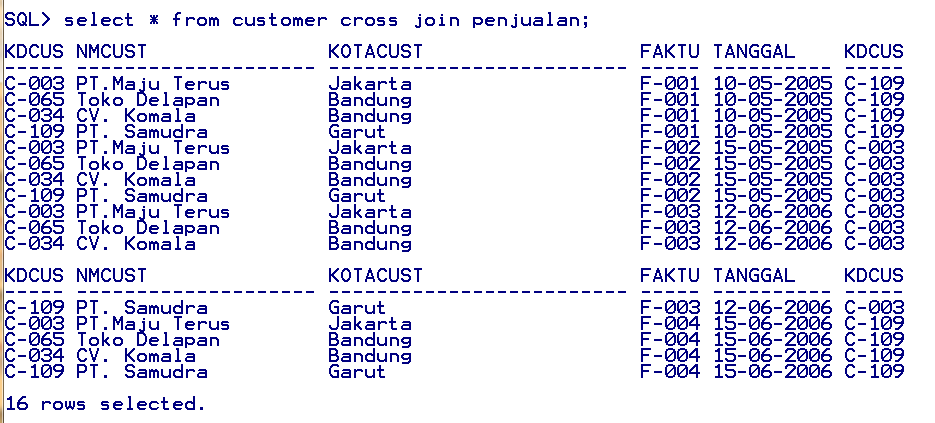 SQL> select * from customer cross join penjualan;
KDCUS NMCUST               KOTACUST                  FAKTU TANGGAL    KDCUS
----- -------------------- ------------------------- ----- ---------- -----
C-003 PT.Maju Terus        Jakarta                   F-001 10-05-2005 C-109
C-065 Toko Delapan         Bandung                   F-001 10-05-2005 C-109
C-034 CV. Komala           Bandung                   F-001 10-05-2005 C-109
C-109 PT. Samudra          Garut                     F-001 10-05-2005 C-109
C-003 PT.Maju Terus        Jakarta                   F-002 15-05-2005 C-003
C-065 Toko Delapan         Bandung                   F-002 15-05-2005 C-003
C-034 CV. Komala           Bandung                   F-002 15-05-2005 C-003
C-109 PT. Samudra          Garut                     F-002 15-05-2005 C-003
C-003 PT.Maju Terus        Jakarta                   F-003 12-06-2006 C-003
C-065 Toko Delapan         Bandung                   F-003 12-06-2006 C-003
C-034 CV. Komala           Bandung                   F-003 12-06-2006 C-003
KDCUS NMCUST               KOTACUST                  FAKTU TANGGAL    KDCUS
----- -------------------- ------------------------- ----- ---------- -----
C-109 PT. Samudra          Garut                     F-003 12-06-2006 C-003
C-003 PT.Maju Terus        Jakarta                   F-004 15-06-2006 C-109
C-065 Toko Delapan         Bandung                   F-004 15-06-2006 C-109
C-034 CV. Komala           Bandung                   F-004 15-06-2006 C-109
C-109 PT. Samudra          Garut                     F-004 15-06-2006 C-109
16 rows selected.